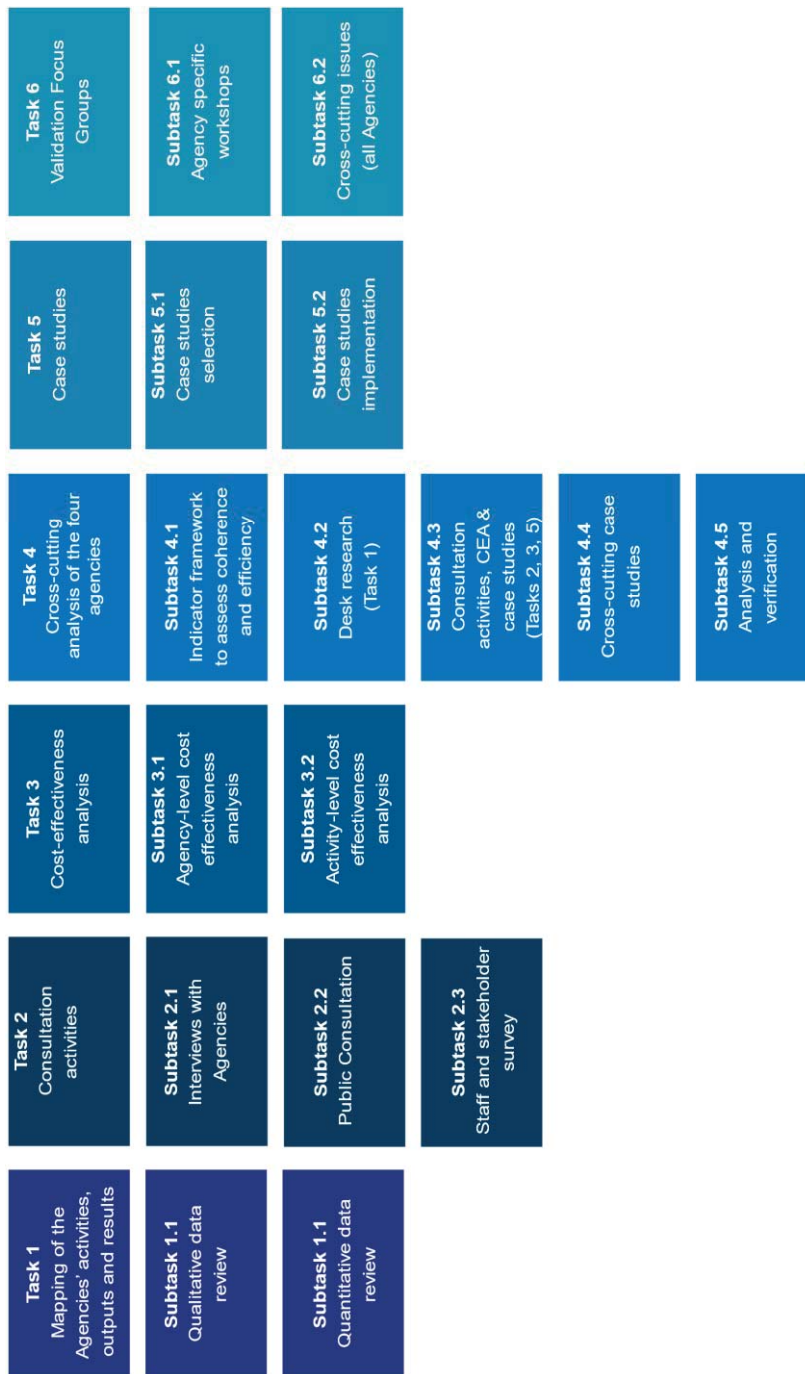 Task 1
Mapping of the
Agencies' activities,
outputs and results
Subtask 1.1
Qualitative data
review
Subtask 1.1
Quantitative data
review
Task 2
Consultation
activities
Subtask 2.1
Interviews with
Agencies
Subtask 2.2
Public Consultation
Subtask 2.3
Staff and stakeholder
survey
Task 3
Cost-effectiveness
analysis
Subtask 3.1
Agency-level cost
effectiveness
analysis
Subtask 3.2
Activity-level cost
effectiveness
analysis
Task 4
Cross-cutting
analysis of the four
agencies
Subtask 4.1
Indicator framework
to assess coherence
and efficiency
Subtask 4.2
Desk research
(Task 1)
Subtask 4.3
Consultation
activities, CEA &
case studies
(Tasks 2, 3, 5)
Subtask 4.4
Cross-cutting case
studies
Subtask 4.5
Analysis and
verification
Task 5
Case studies
Subtask 5.1
Case studies
selection
Subtask 5.2
Case studies
implementation
Task 6
Validation Focus
Groups
Subtask 6.1
Agency specific
workshops
Subtask 6.2
Cross-cutting issues
(all Agencies)